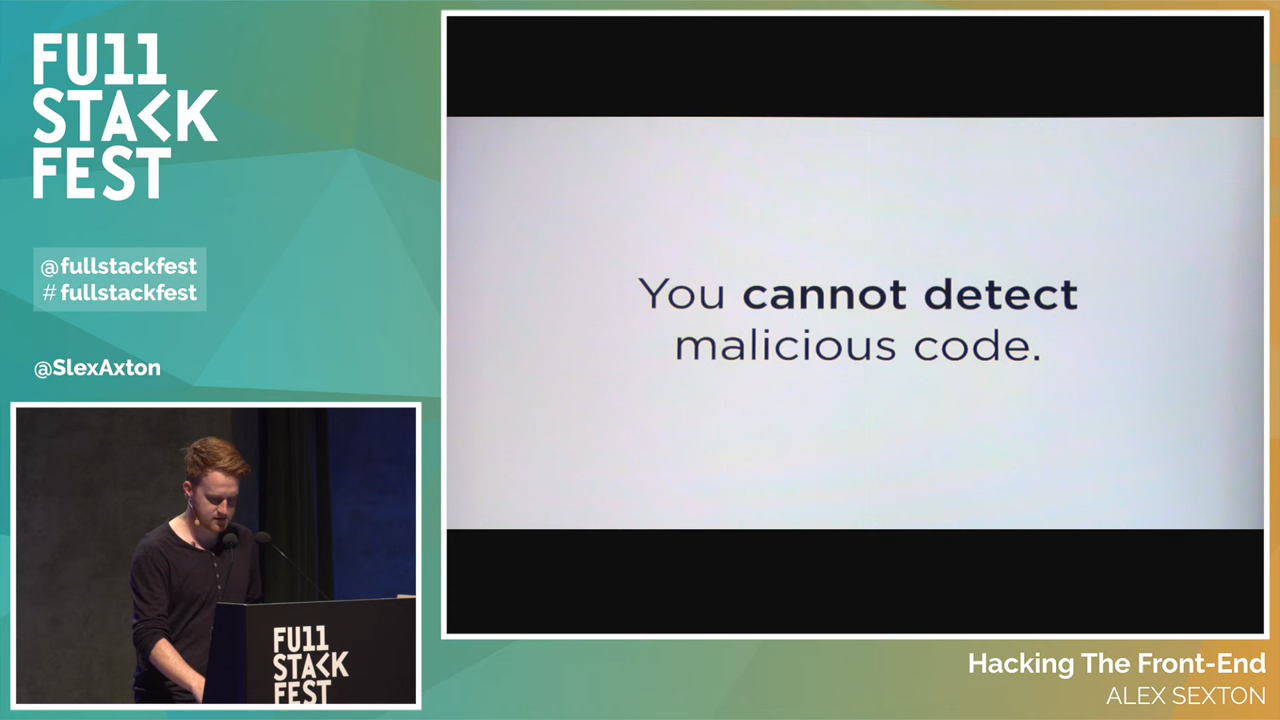 FU11
STACK
FEST
@fullstackfest
# fullstackfest
@SlexAxton
You cannot detect
malicious code.
FU11
STACK
FEST
Hacking The Front-End
ALEX SEXTON